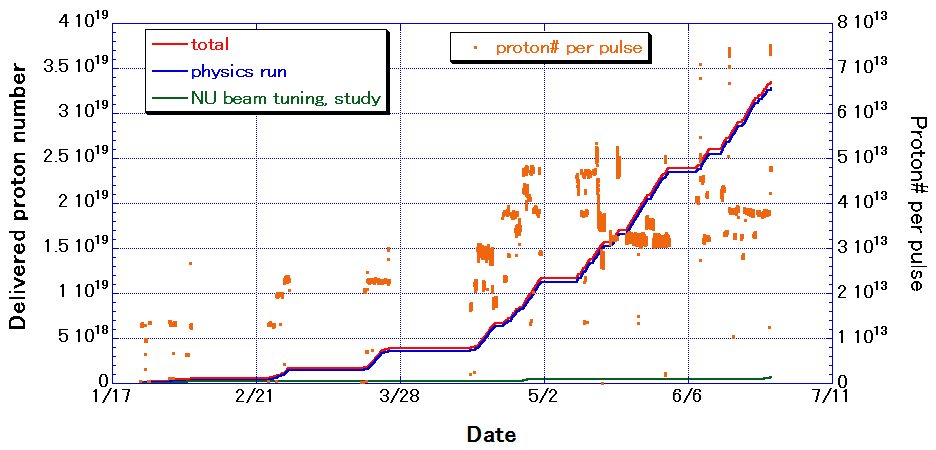 4 10^19
3.5 10^19
3 10^19
2.5 10^19
2 10^19
1.5 10^19
1 10^19
5 10^18
0
Delivered proton number
total
physics run
NU beam tuning, study
proton# per pulse
8 10^13
7 10^13
6 10^13
5 10^13
4 10^13
3 10^13
2 10^13
1 10^13
0
Proton# per pulse
1/17 2/21 3/28 5/2 6/6 7/11
Date